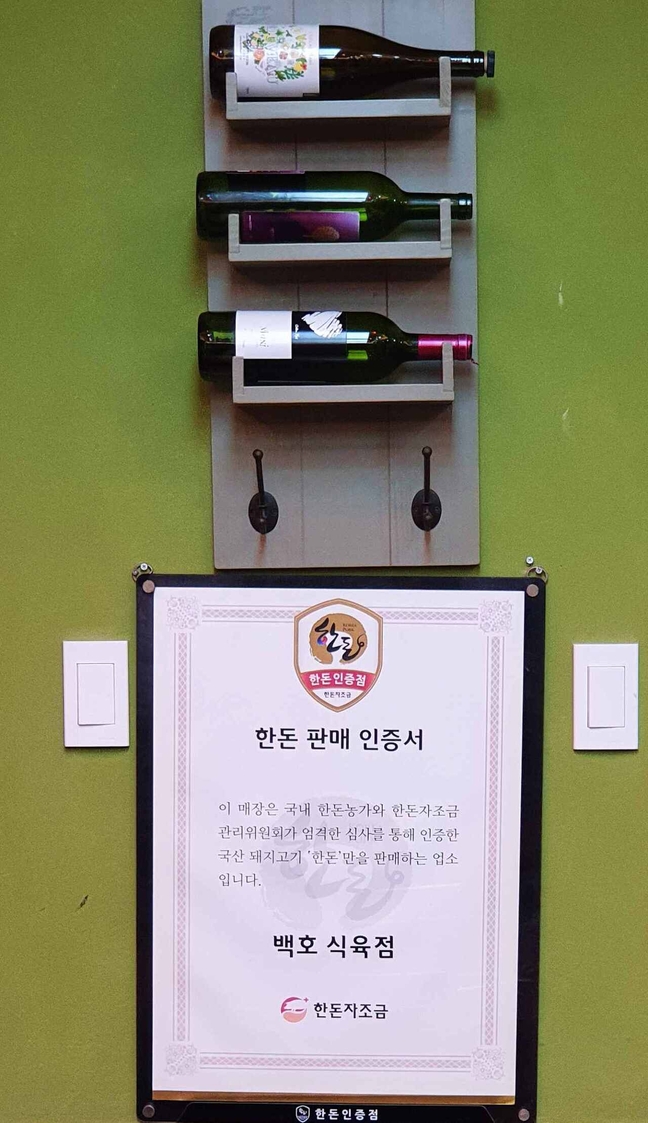 한돈
한돈인증점
한돈자조금
한돈 판매 인증서
이 매장은 국내 한돈농가와 한돈자조금
관리위원회가 엄격한 심사를 통해 인증한
국산 돼지고기 '한돈'만을 판매하는 업소
입니다.
백호 식육점
한돈자조금
한돈인증점